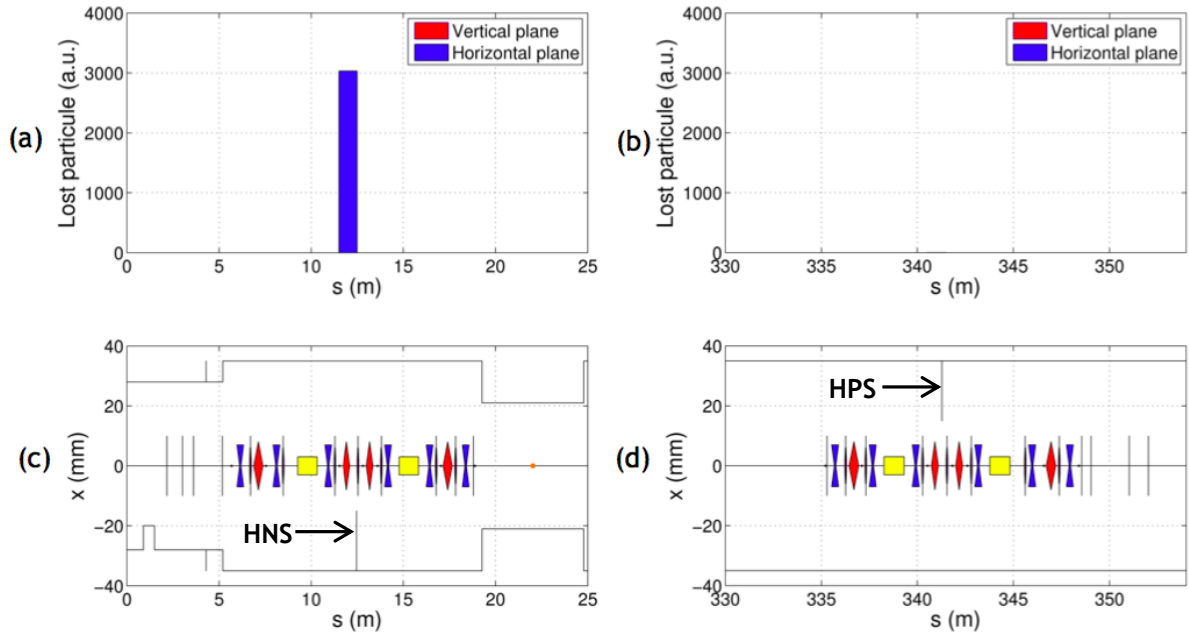 (a)
Lost particule (a.u.)
4000
3000
2000
1000
0
Vertical plane
Horizontal plane
0 5 10 15 20 25
s (m)
(b)
Lost particule (a.u.)
4000
3000
2000
1000
0
Vertical plane
Horizontal plane
330 335 340 345 350
s (m)
(c)
x (mm)
40
20
0
−20
−40
HNS
0 5 10 15 20 25
s (m)
(d)
x (mm)
40
20
0
−20
−40
HPS
330 335 340 345 350
s (m)